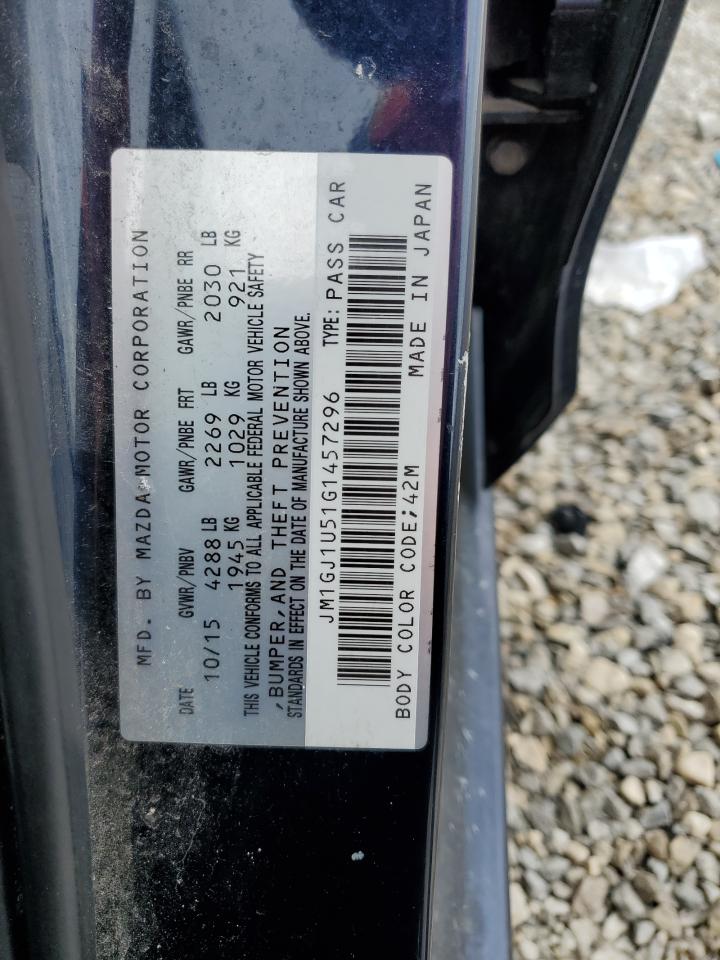 MFD. BY MAZDA MOTOR CORPORATION
DATE GVWR/PNBV GAWR/PNBE FRT GAWR/PNBE RR
10/15 4288 LB 2269 LB 2030 LB
1945 KG 1029 KG 921 KG
THIS VEHICLE CONFORMS TO ALL APPLICABLE FEDERAL MOTOR VEHICLE SAFETY
,BUMPER,AND THEFT PREVENTION
STANDARDS IN EFFECT ON THE DATE OF MANUFACTURE SHOWN ABOVE.
JM1GJ1U51G1457296 TYPE: PASS CAR
BODY COLOR CODE;42M MADE IN JAPAN